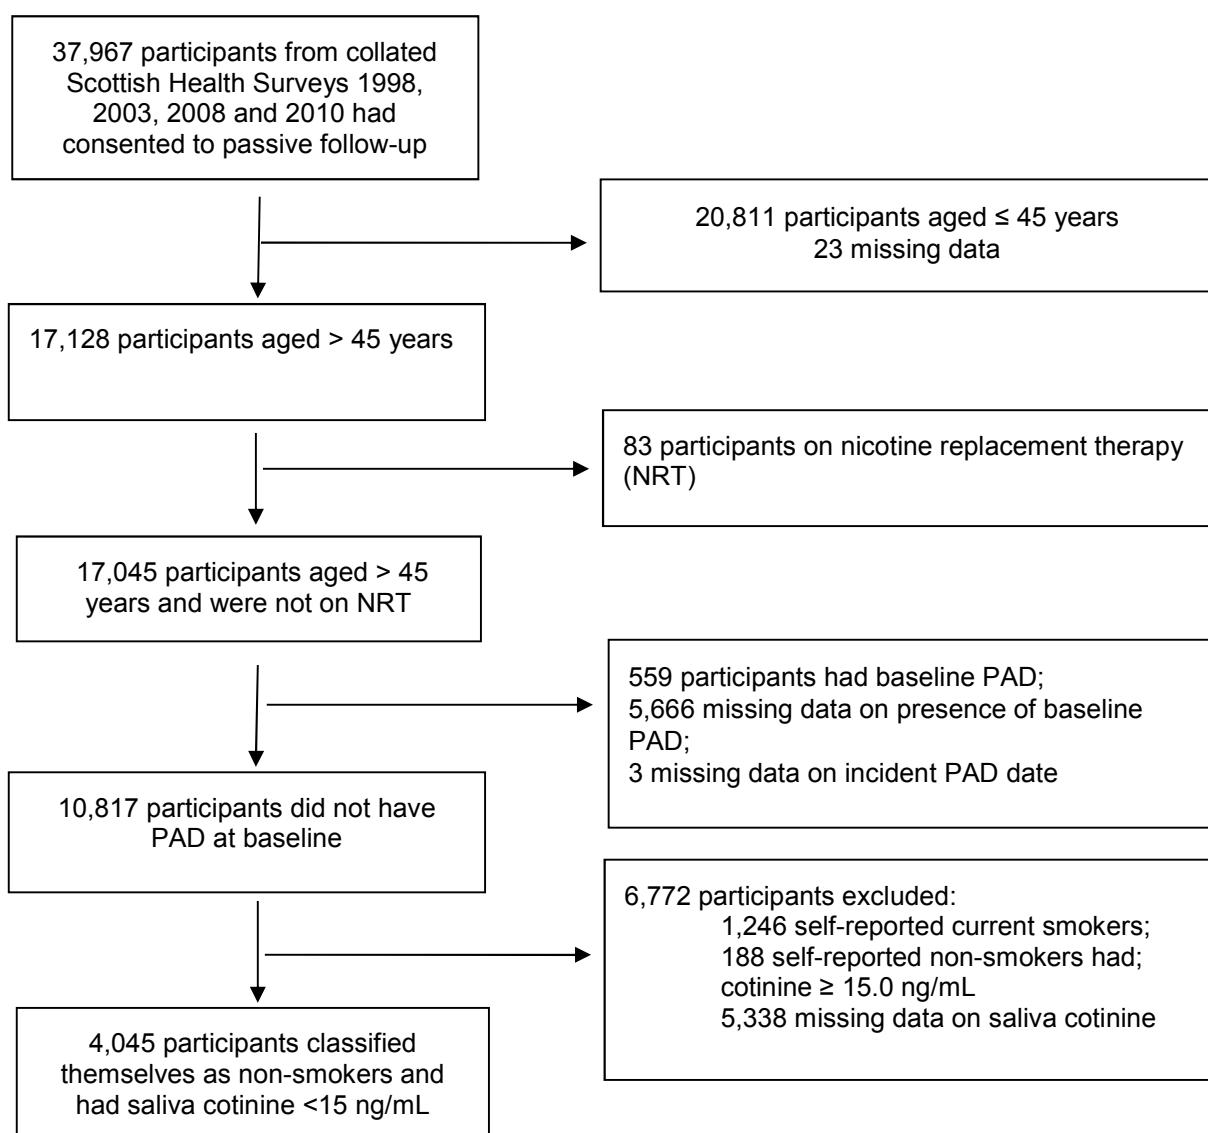 37,967 participants from collated
Scottish Health Surveys 1998,
2003, 2008 and 2010 had
consented to passive follow-up
20,811 participants aged ≤ 45 years
23 missing data
17,128 participants aged > 45 years
83 participants on nicotine replacement therapy
(NRT)
17,045 participants aged > 45
years and were not on NRT
559 participants had baseline PAD;
5,666 missing data on presence of baseline
PAD;
3 missing data on incident PAD date
10,817 participants did not have
PAD at baseline
6,772 participants excluded:
1,246 self-reported current smokers;
188 self-reported non-smokers had;
cotinine ≥ 15.0 ng/mL
5,338 missing data on saliva cotinine
4,045 participants classified
themselves as non-smokers and
had saliva cotinine <15 ng/mL